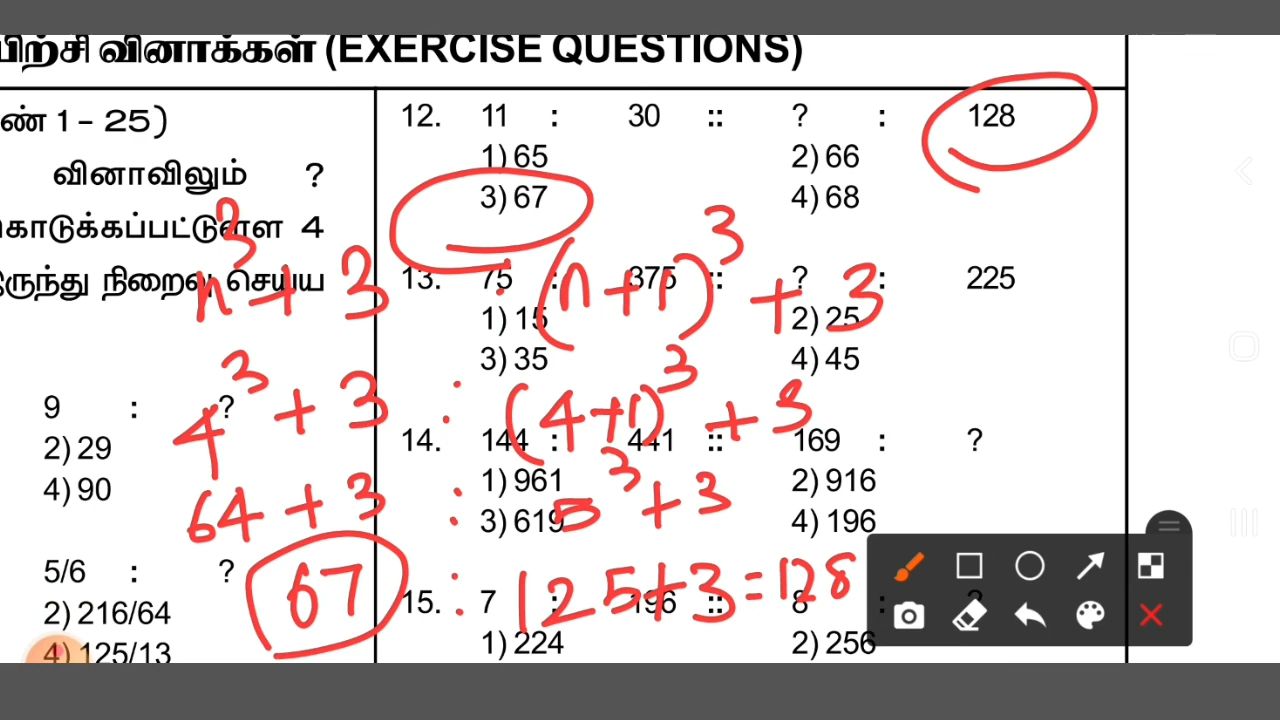 பிற்சி வினாக்கள் (EXERCISE QUESTIONS)
ண் 1 – 25)
வினாவிலும் ?
கொடுக்கப்பட்டுள்ள 4
ருந்து நிறைவு செய்ய
9 : ?
2) 29
4) 90
5/6 : ?
2) 216/64
4) 125/13
12. 11 : 30 :: ? : 128
1) 65 2) 66
3) 67 4) 68
13. 75 : 375 :: ? : 225
1) 15 2) 25
3) 35 4) 45
14. 144 : 441 :: 169 : ?
1) 961 2) 916
3) 619 4) 196
15. 7 : 196 :: 8 : ?
1) 224 2) 256
n³ + 3 : (n+1)³ + 3
4³ + 3 : (4+1)³ + 3
64 + 3 : 5³ + 3
67 : 125+3 = 128